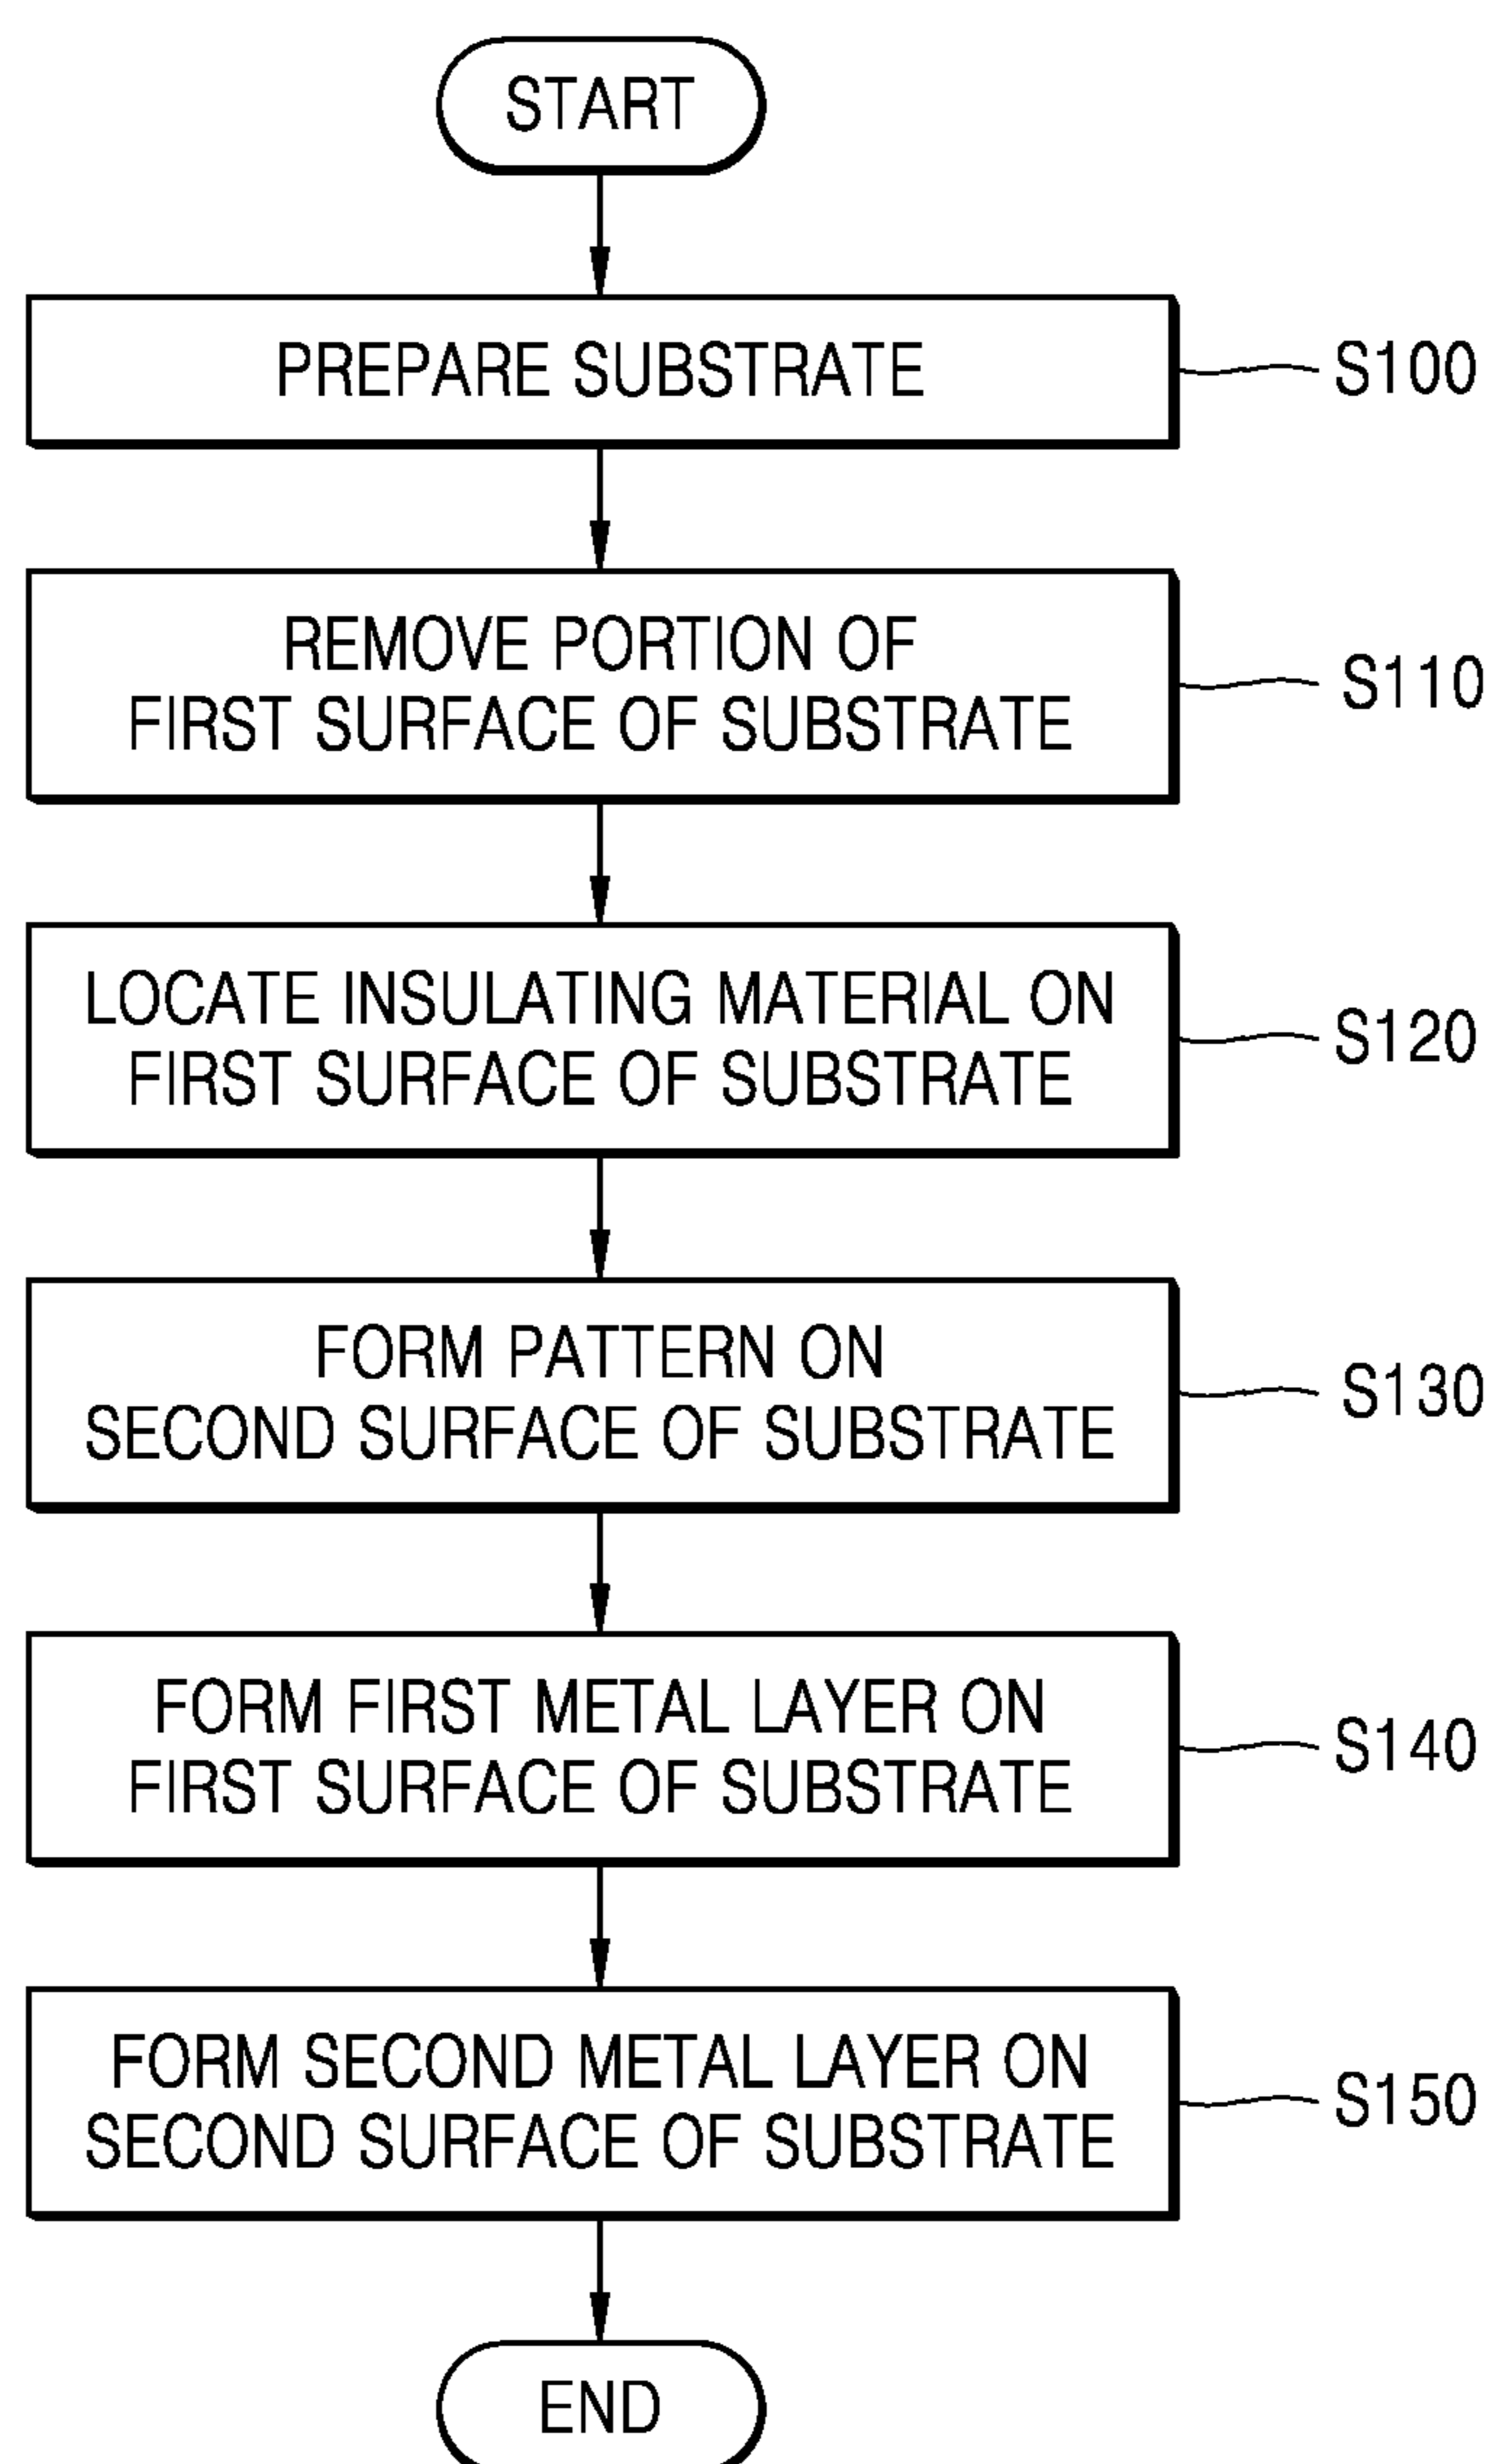 START
PREPARE SUBSTRATE
S100
REMOVE PORTION OF
FIRST SURFACE OF SUBSTRATE
S110
LOCATE INSULATING MATERIAL ON
FIRST SURFACE OF SUBSTRATE
S120
FORM PATTERN ON
SECOND SURFACE OF SUBSTRATE
S130
FORM FIRST METAL LAYER ON
FIRST SURFACE OF SUBSTRATE
S140
FORM SECOND METAL LAYER ON
SECOND SURFACE OF SUBSTRATE
S150
END